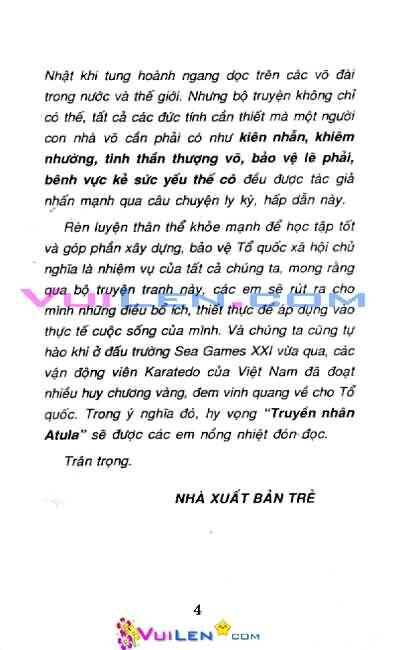 Nhật khi tung hoành ngang dọc trên các võ đài
trong nước và thế giới. Nhưng bộ truyện không chỉ
có thế, tất cả các đức tính cần thiết mà một người
con nhà võ cần phải có như kiên nhẫn, khiêm
nhường, tinh thần thượng võ, bảo vệ lẽ phải,
bênh vực kẻ sức yếu thế cô đều được tác giả
nhấn mạnh qua câu chuyện ly kỳ, hấp dẫn này.
Rèn luyện thân thể khỏe mạnh để học tập tốt
và góp phần xây dựng, bảo vệ Tổ quốc xã hội chủ
nghĩa là nhiệm vụ của tất cả chúng ta, mong rằng
qua bộ truyện tranh này, các em sẽ rút ra cho
mình những điều bổ ích, thiết thực để áp dụng vào
thực tế cuộc sống của mình. Và chúng ta cũng tự
hào khi ở đấu trường Sea Games XXI vừa qua, các
vận động viên Karatedo của Việt Nam đã đoạt
nhiều huy chương vàng, đem vinh quang về cho Tổ
quốc. Trong ý nghĩa đó, hy vọng "Truyền nhân
Atula" sẽ được các em nồng nhiệt đón đọc.
Trân trọng.
NHÀ XUẤT BẢN TRẺ
4
VUILEN.COM